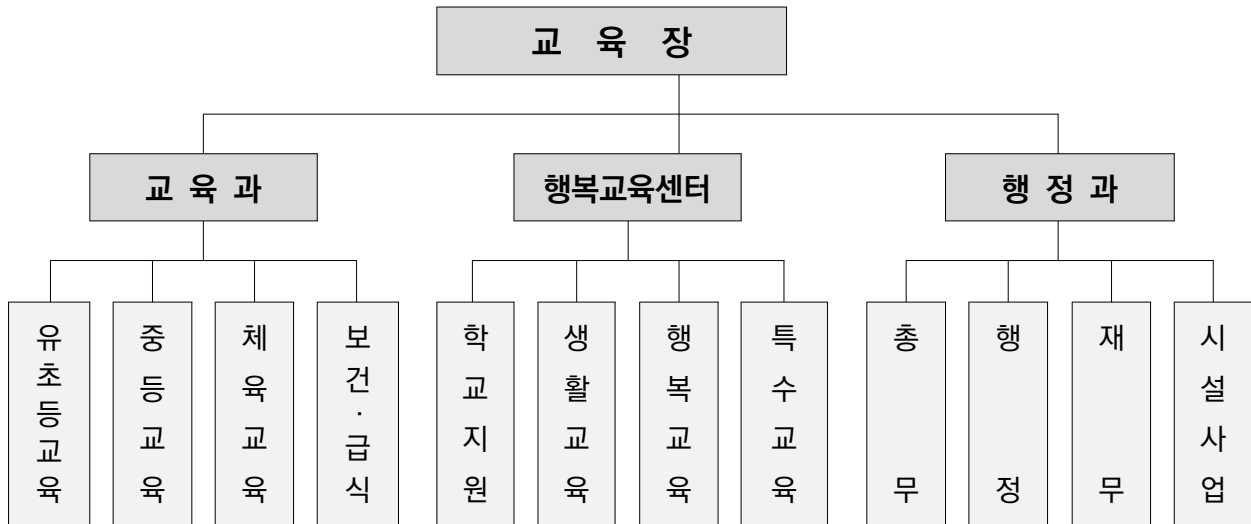 교 육 장
교 육 과
행복교육센터
행 정 과
유초등교육
중등교육
체육교육
보건·급식
학교지원
생활교육
행복교육
특수교육
총무
행정
재무
시설사업